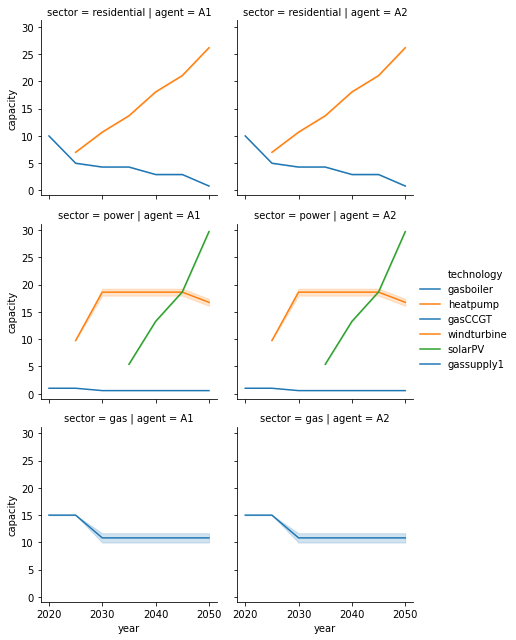 sector = residential | agent = A1
sector = residential | agent = A2
30
25
20
15
10
5
0
capacity
sector = power | agent = A1
sector = power | agent = A2
30
25
20
15
10
5
0
capacity
technology
gasboiler
heatpump
gasCCGT
windturbine
solarPV
gassupply1
sector = gas | agent = A1
sector = gas | agent = A2
30
25
20
15
10
5
0
capacity
2020 2030 2040 2050
year
2020 2030 2040 2050
year